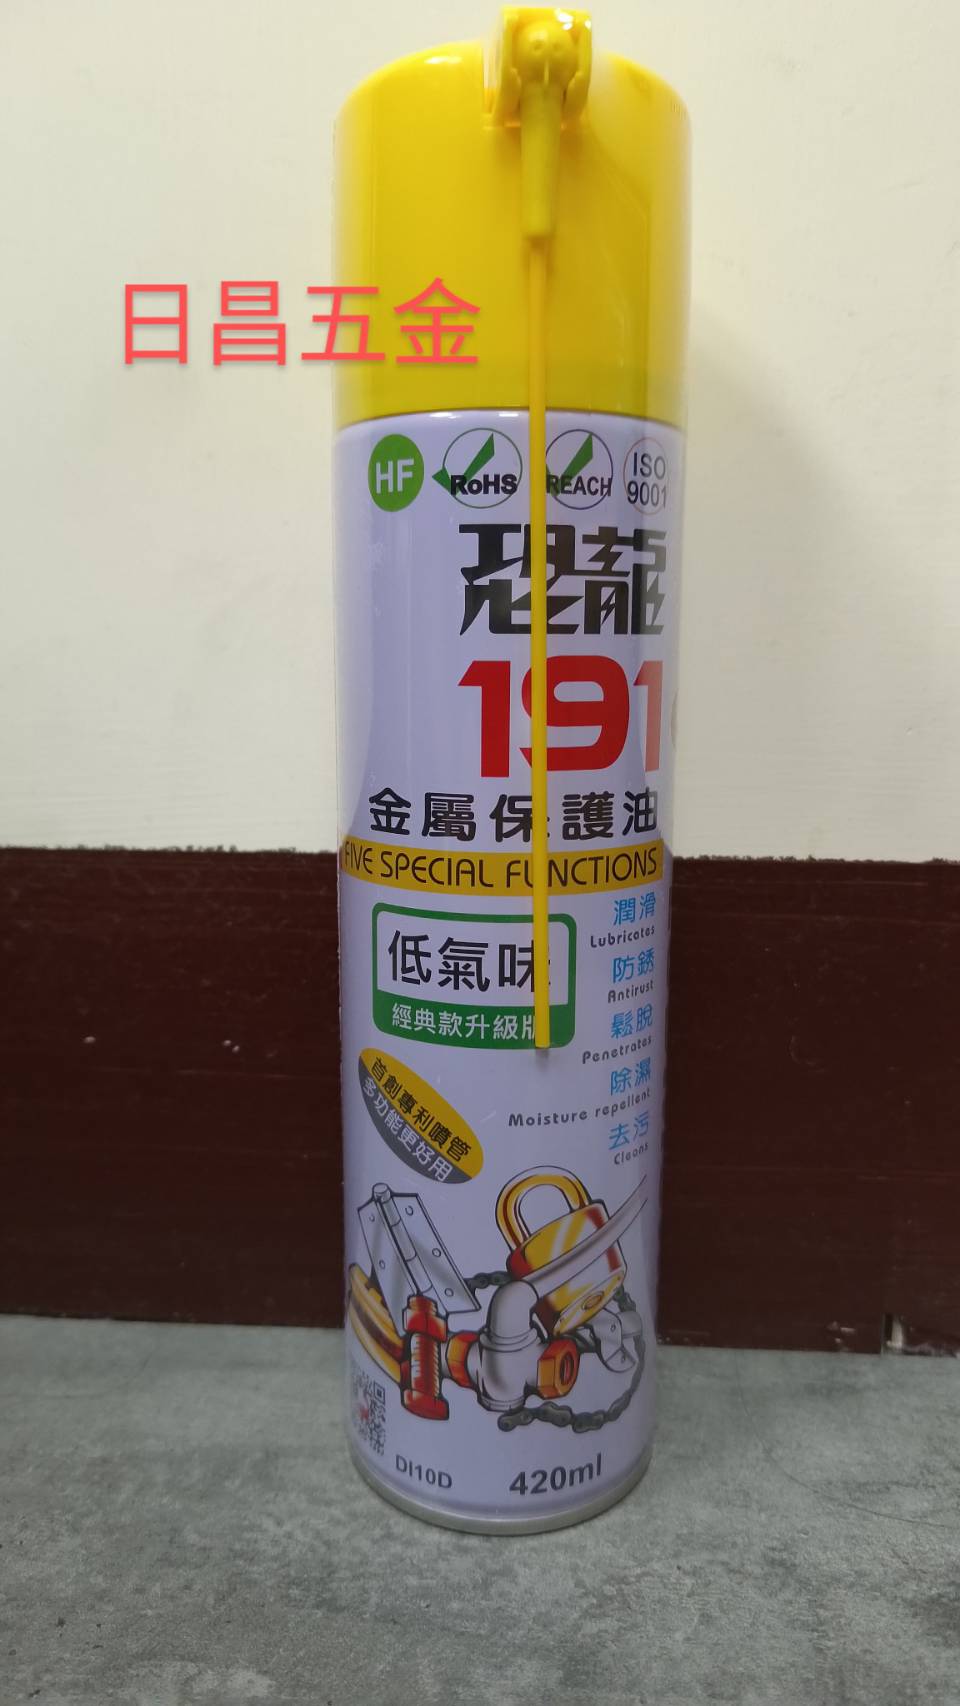 日昌五金
HF
RoHS
REACH
ISO
9001
恐龍
191
金屬保護油
FIVE SPECIAL FUNCTIONS
潤滑
Lubricates
防銹
Antirust
鬆脫
Penetrates
除濕
Moisture repellent
去污
Cleans
低氣味
經典款升級版
首創專利噴管
多功能更好用
DI10D
420ml